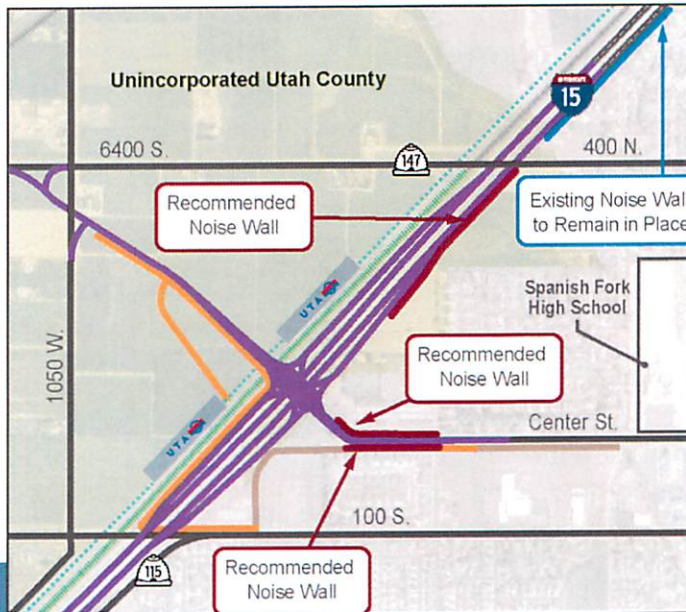 Unincorporated Utah County
INTERSTATE
15
6400 S.
147
400 N.
Recommended
Noise Wall
Existing Noise Wal
to Remain in Place
Spanish Fork
High School
UTA
1050 W.
Recommended
Noise Wall
Center St.
UTA
100 S.
115
Recommended
Noise Wall